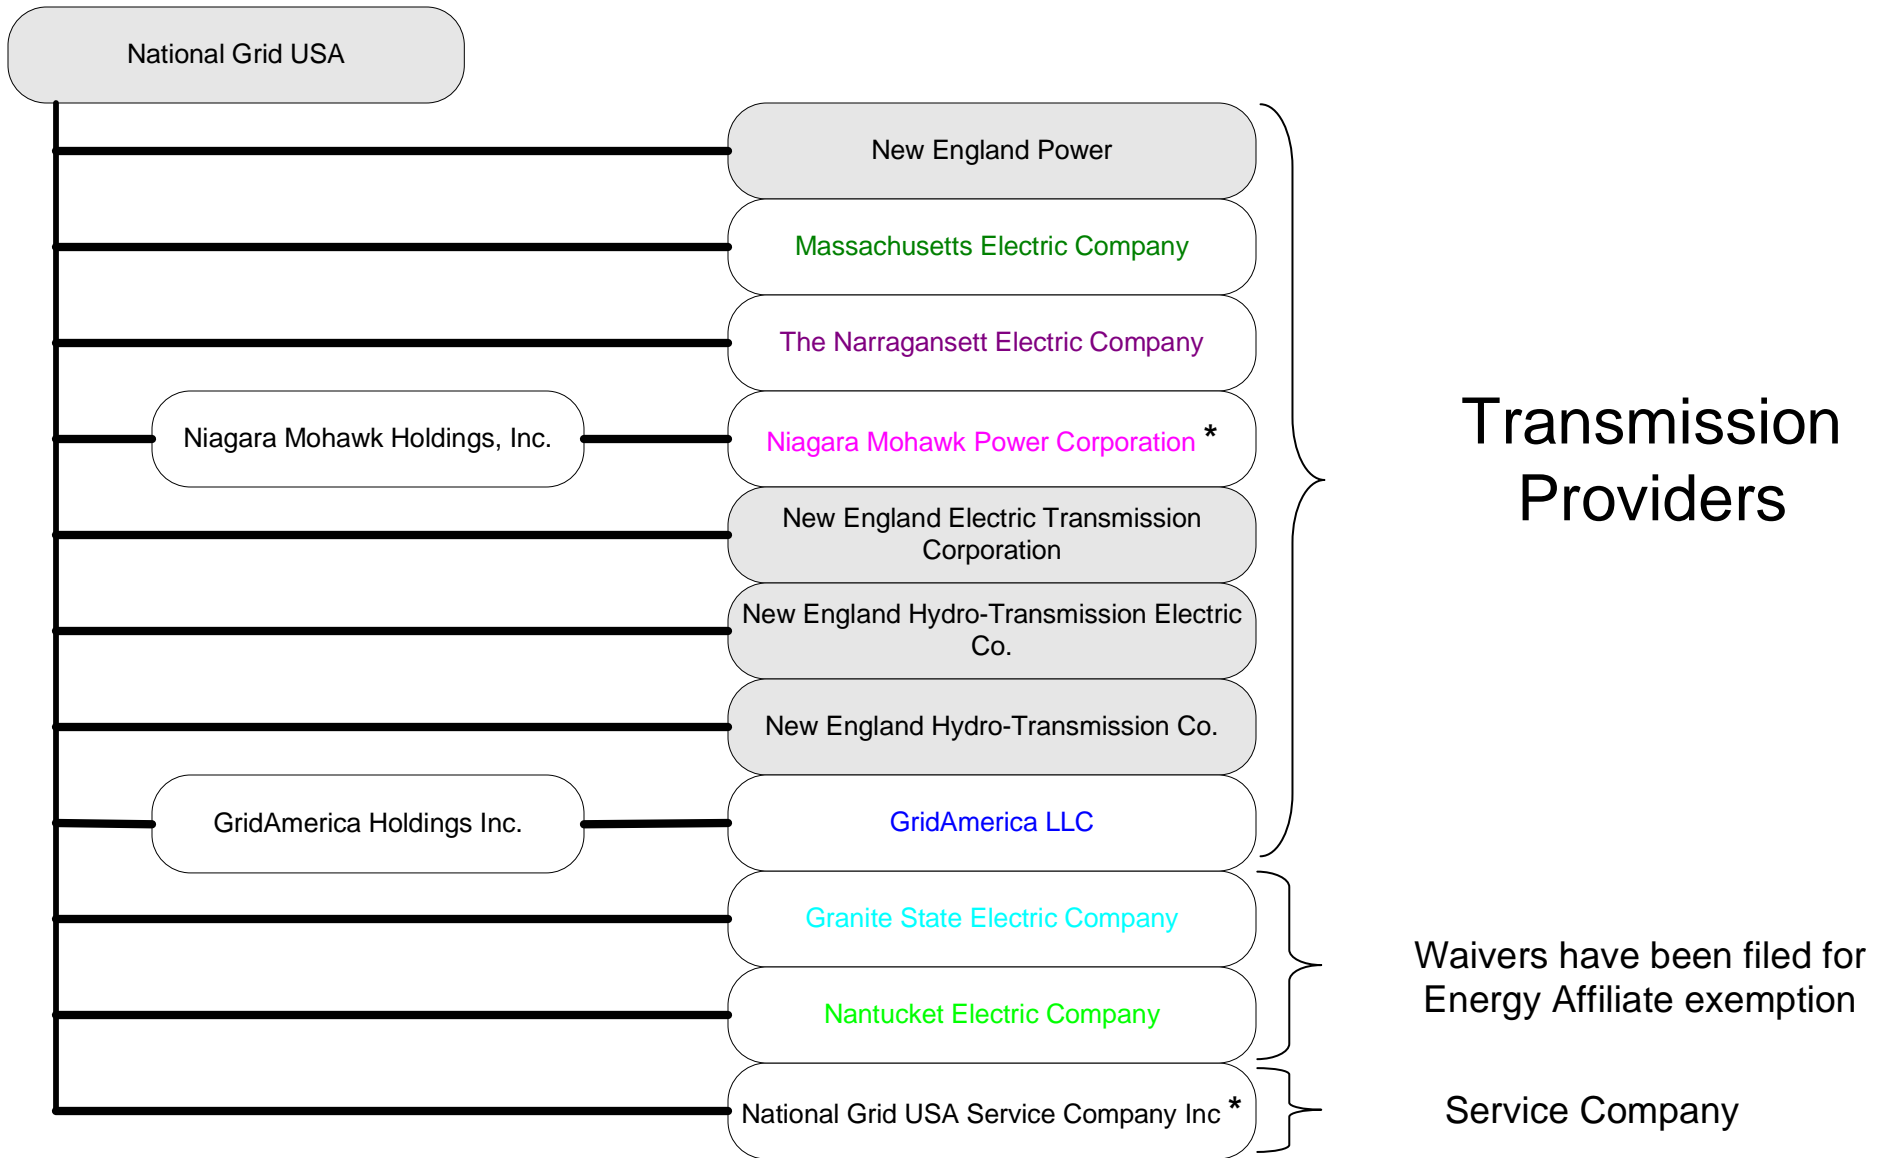 National Grid USA
New England Power
Massachusetts Electric Company
The Narragansett Electric Company
Niagara Mohawk Holdings, Inc.
Niagara Mohawk Power Corporation *
New England Electric Transmission
Corporation
New England Hydro-Transmission Electric
Co.
New England Hydro-Transmission Co.
GridAmerica Holdings Inc.
GridAmerica LLC
Transmission
Providers
Granite State Electric Company
Nantucket Electric Company
Waivers have been filed for
Energy Affiliate exemption
National Grid USA Service Company Inc *
Service Company